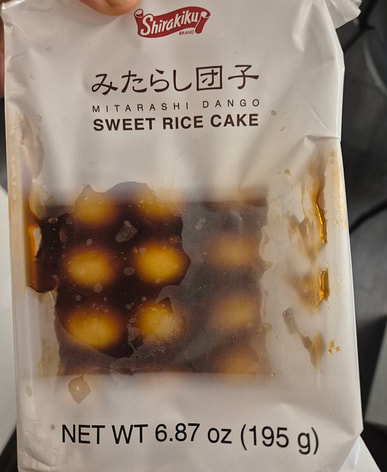 Shirakiku
BRAND
みたらし団子
MITARASHI DANGO
SWEET RICE CAKE
NET WT 6.87 oz (195 g)